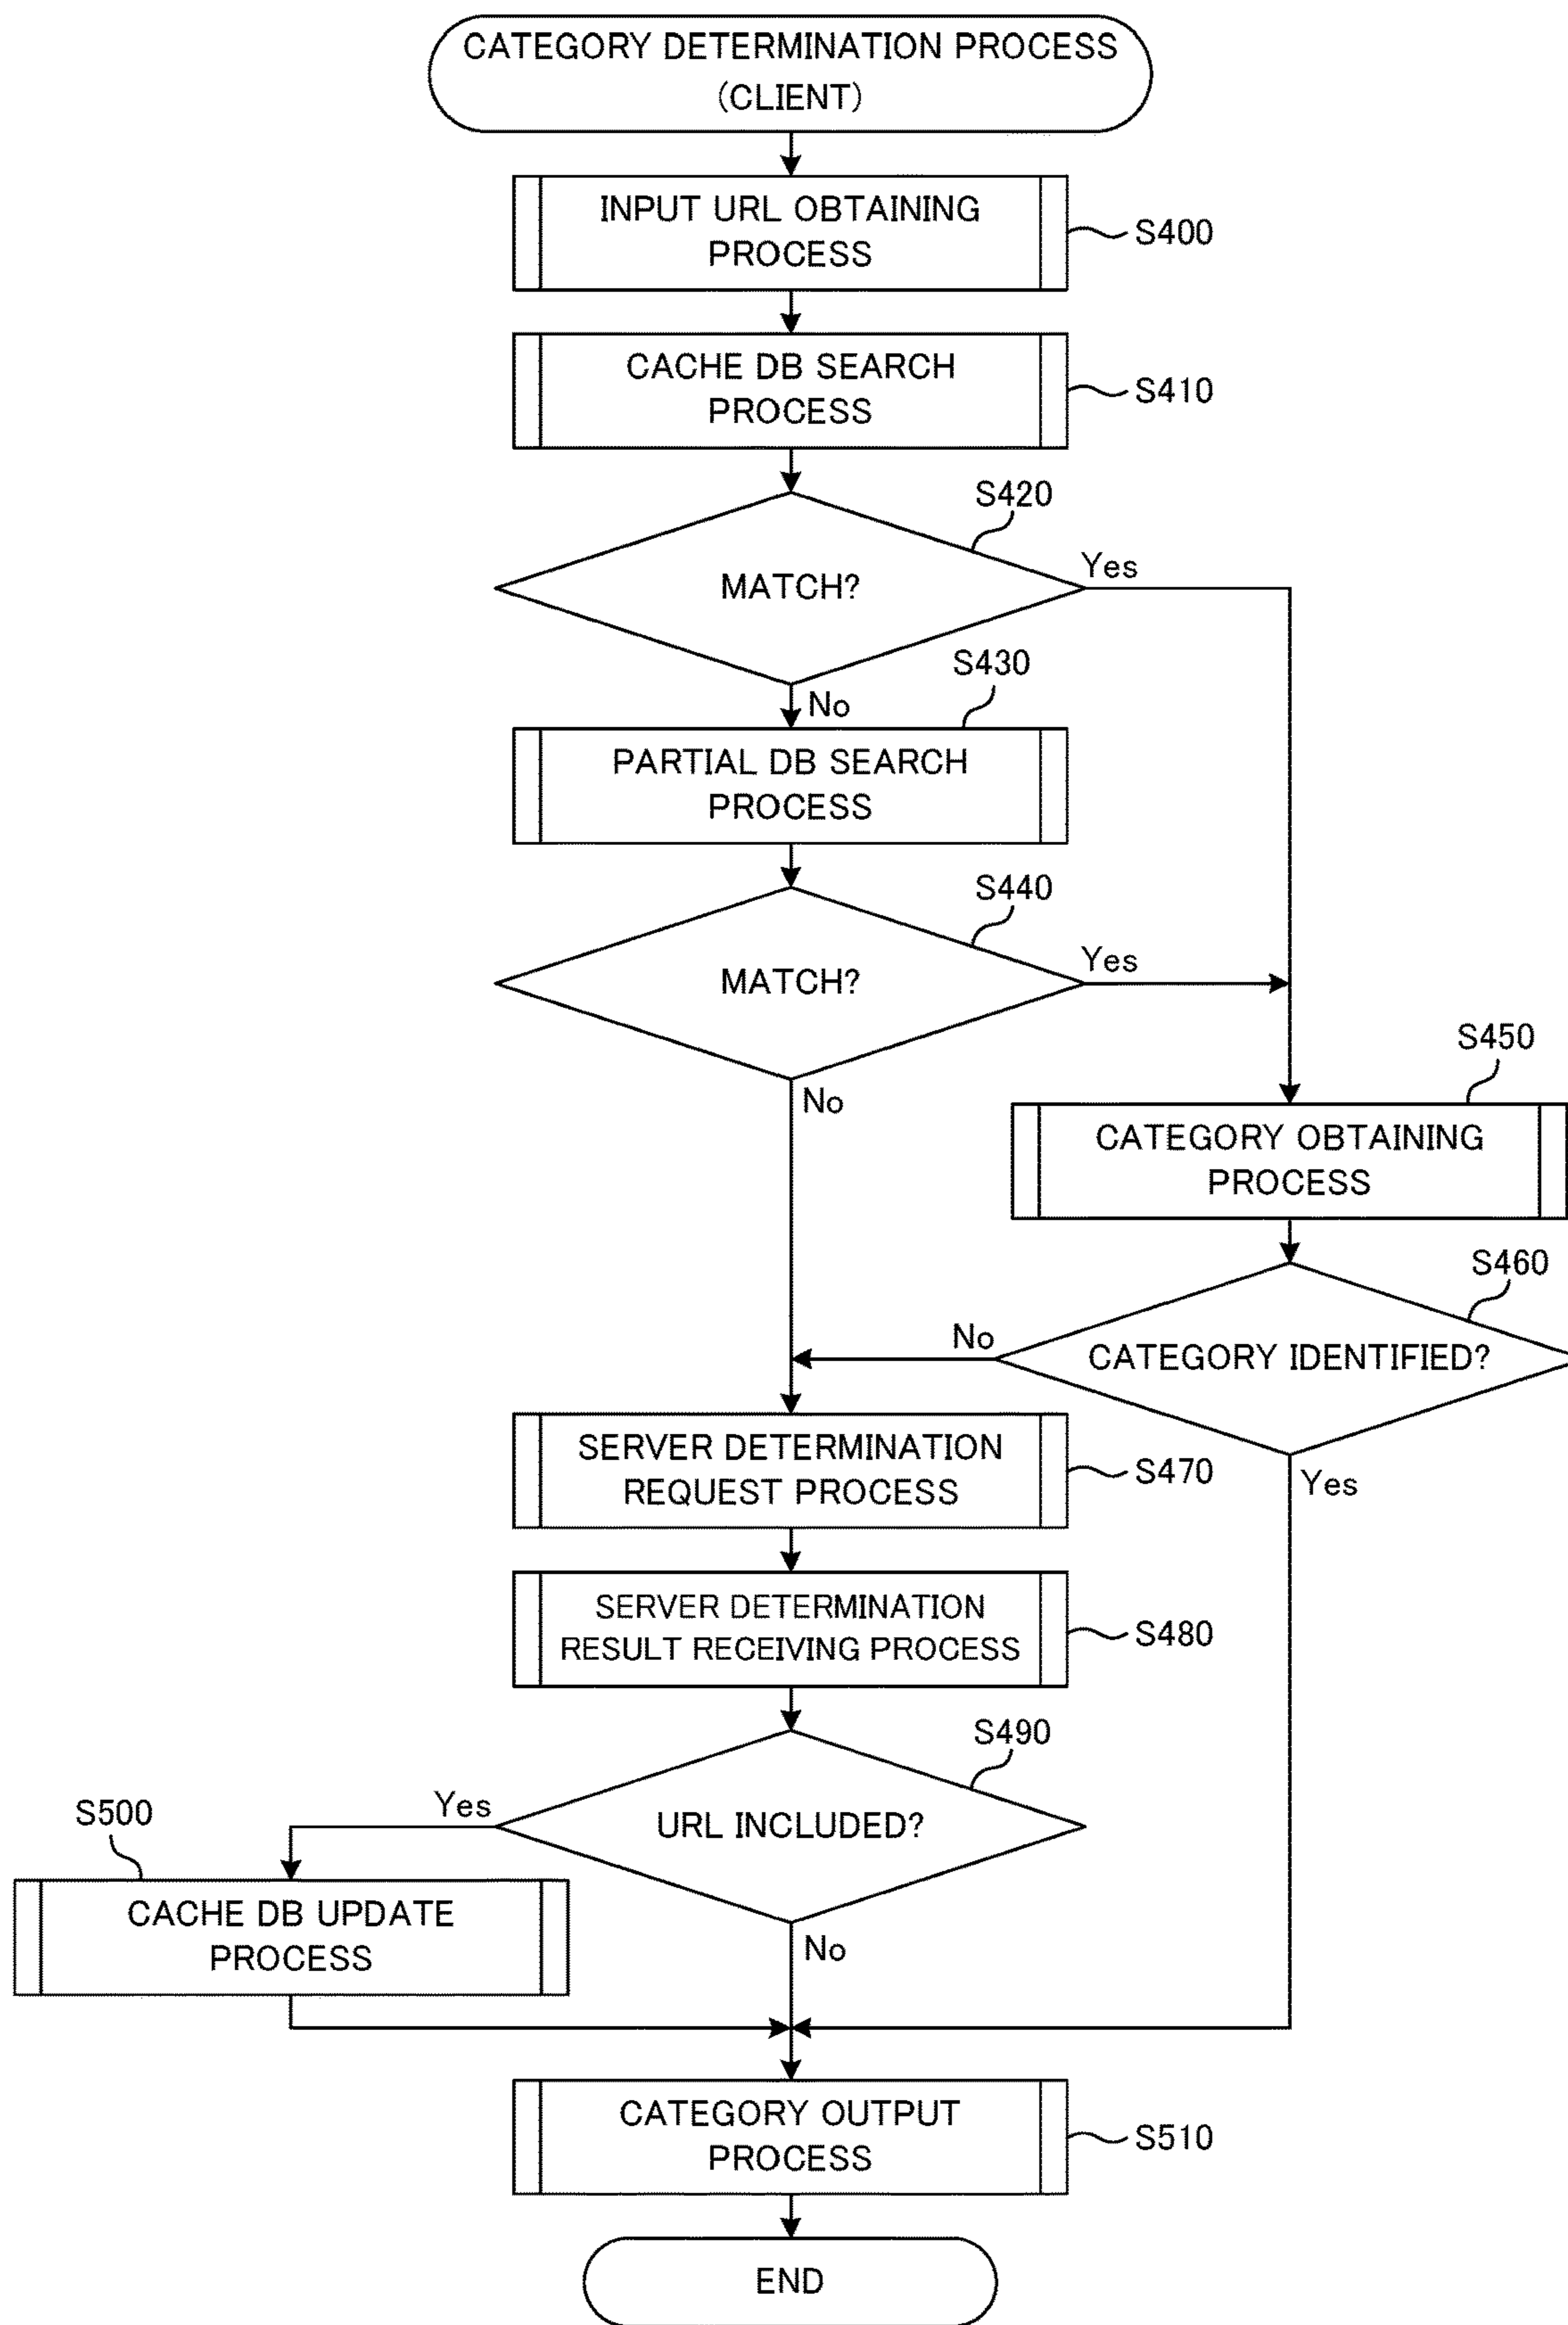 CATEGORY DETERMINATION PROCESS
(CLIENT)
INPUT URL OBTAINING
PROCESS
S400
CACHE DB SEARCH
PROCESS
S410
S420
MATCH?
Yes
No
S430
PARTIAL DB SEARCH
PROCESS
S440
MATCH?
Yes
No
S450
CATEGORY OBTAINING
PROCESS
S460
CATEGORY IDENTIFIED?
No
Yes
SERVER DETERMINATION
REQUEST PROCESS
S470
SERVER DETERMINATION
RESULT RECEIVING PROCESS
S480
S490
URL INCLUDED?
Yes
No
S500
CACHE DB UPDATE
PROCESS
CATEGORY OUTPUT
PROCESS
S510
END